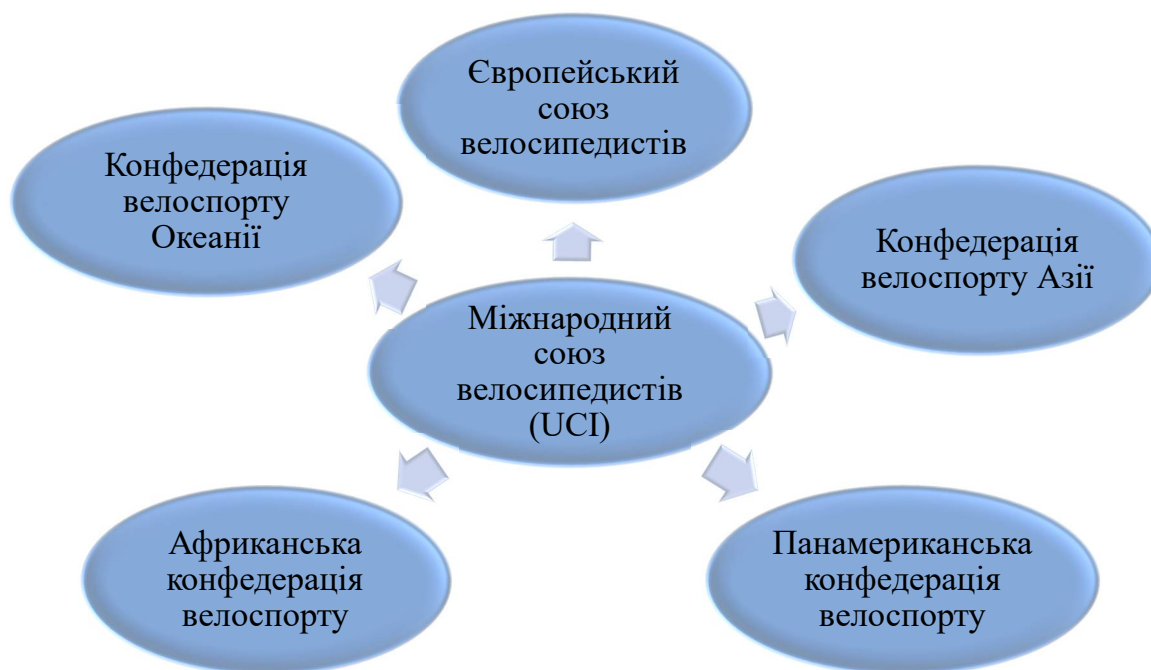 Європейський
союз
велосипедистів
Конфедерація
велоспорту
Океанії
Конфедерація
велоспорту Азії
Міжнародний
союз
велосипедистів
(UCI)
Африканська
конфедерація
велоспорту
Панамериканська
конфедерація
велоспорту